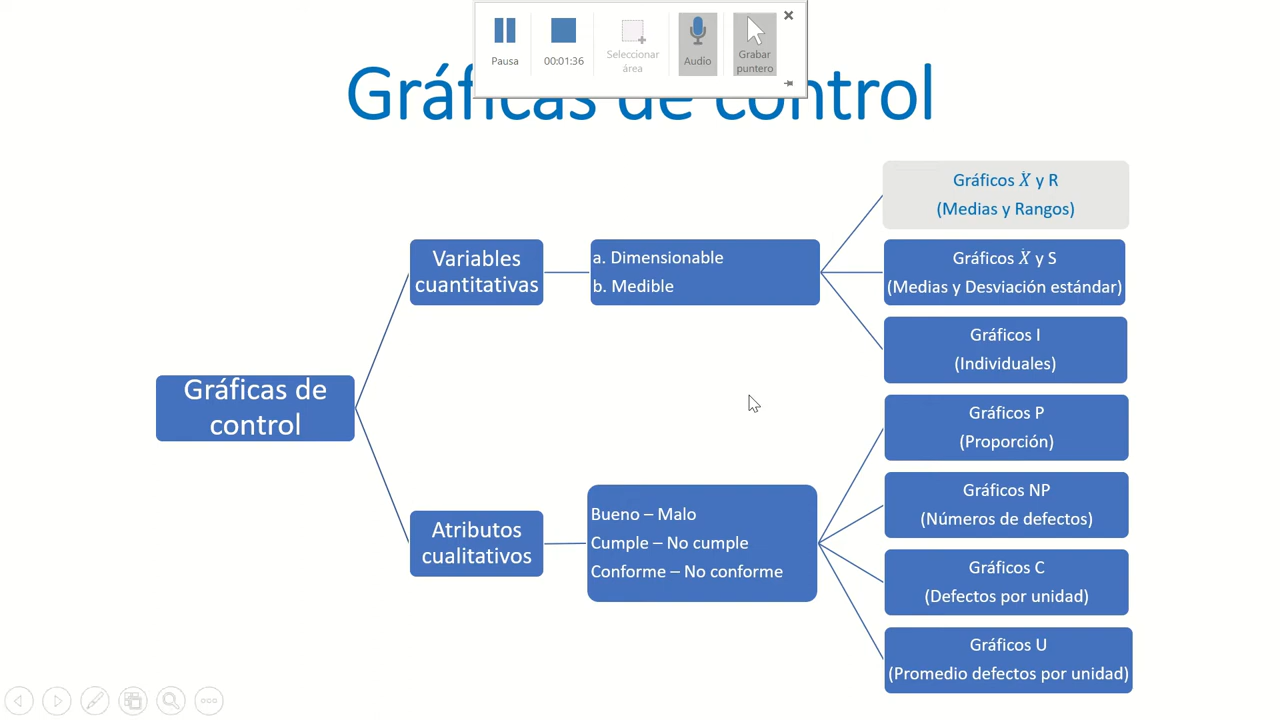 Pausa
00:01:36
Seleccionar
área
Audio
Grabar
puntero
Gráficas de control
Gráficos Ẋ y R
(Medias y Rangos)
Variables
cuantitativas
a. Dimensionable
b. Medible
Gráficos Ẋ y S
(Medias y Desviación estándar)
Gráficos I
(Individuales)
Gráficas de
control
Gráficos P
(Proporción)
Atributos
cualitativos
Bueno – Malo
Cumple – No cumple
Conforme – No conforme
Gráficos NP
(Números de defectos)
Gráficos C
(Defectos por unidad)
Gráficos U
(Promedio defectos por unidad)